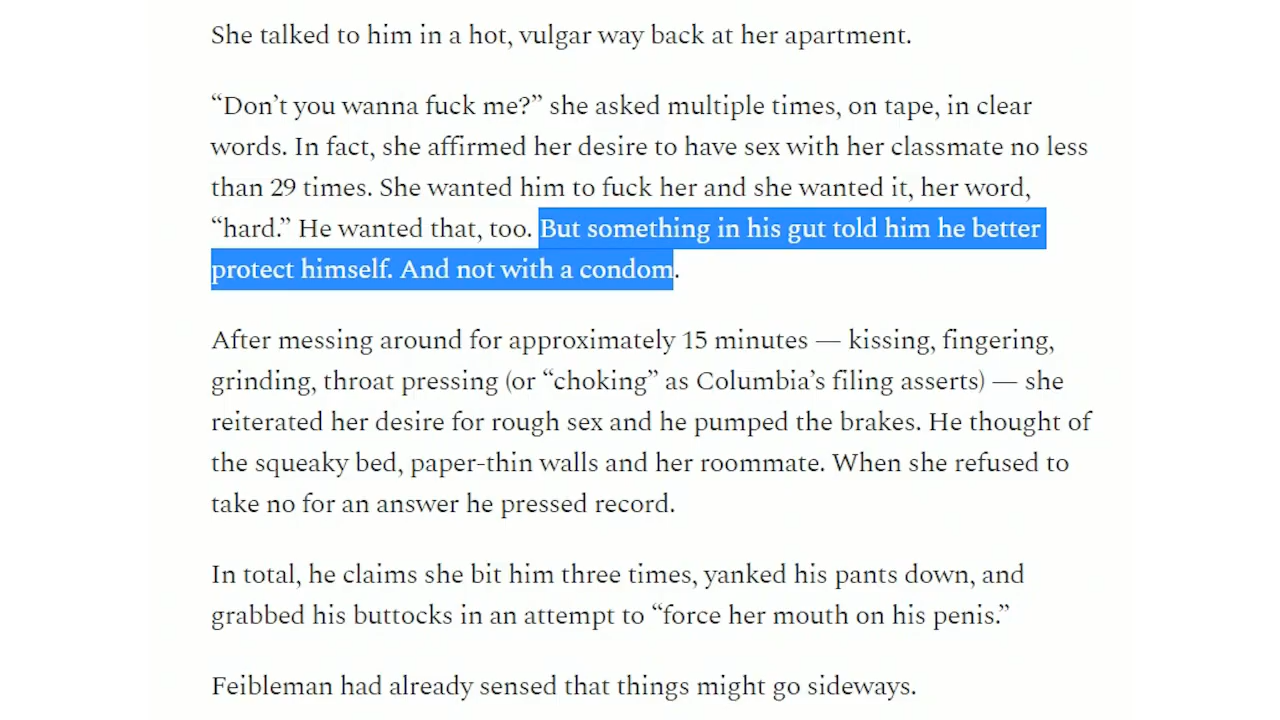 She talked to him in a hot, vulgar way back at her apartment.
“Don’t you wanna fuck me?” she asked multiple times, on tape, in clear
words. In fact, she affirmed her desire to have sex with her classmate no less
than 29 times. She wanted him to fuck her and she wanted it, her word,
“hard.” He wanted that, too. But something in his gut told him he better
protect himself. And not with a condom.
After messing around for approximately 15 minutes — kissing, fingering,
grinding, throat pressing (or “choking” as Columbia’s filing asserts) — she
reiterated her desire for rough sex and he pumped the brakes. He thought of
the squeaky bed, paper-thin walls and her roommate. When she refused to
take no for an answer he pressed record.
In total, he claims she bit him three times, yanked his pants down, and
grabbed his buttocks in an attempt to “force her mouth on his penis.”
Feibleman had already sensed that things might go sideways.